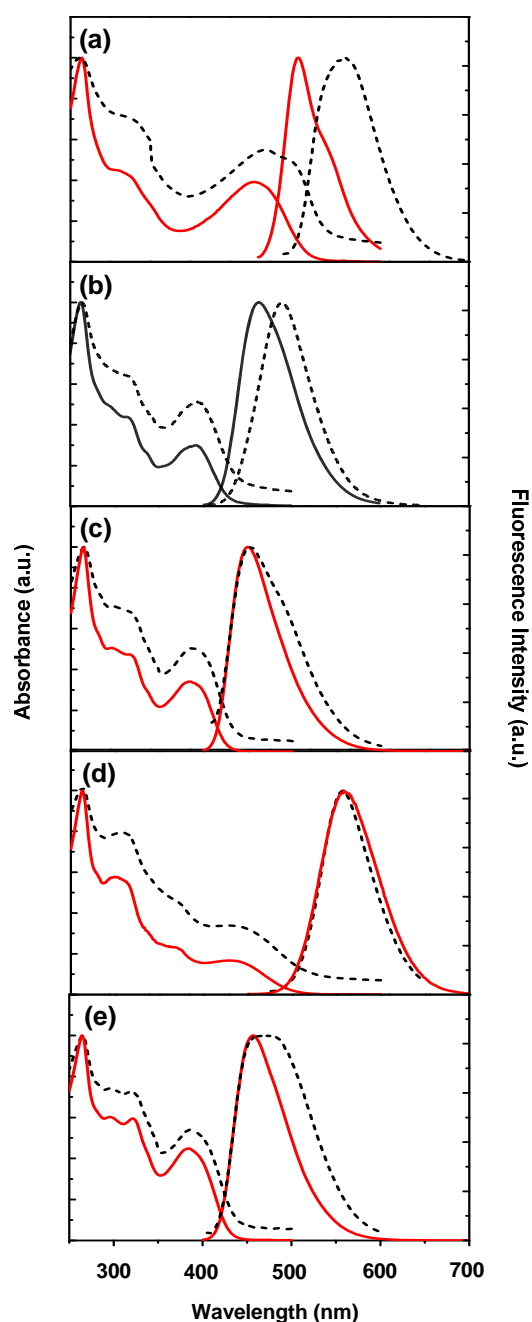 (a)
(b)
(c)
(d)
(e)
Absorbance (a.u.)
Fluorescence Intensity (a.u.)
300 400 500 600 700
Wavelength (nm)